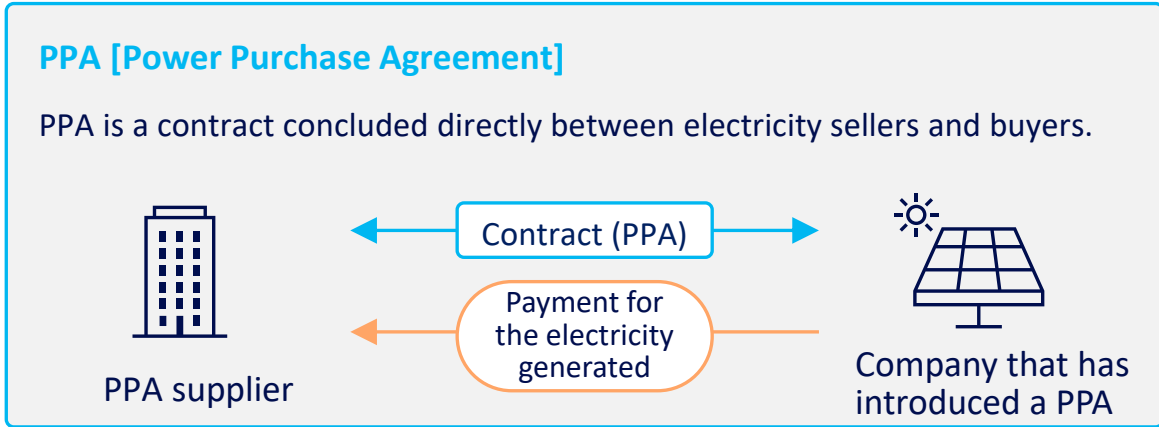 PPA [Power Purchase Agreement]
PPA is a contract concluded directly between electricity sellers and buyers.
Contract (PPA)
Payment for
the electricity
generated
PPA supplier
Company that has
introduced a PPA